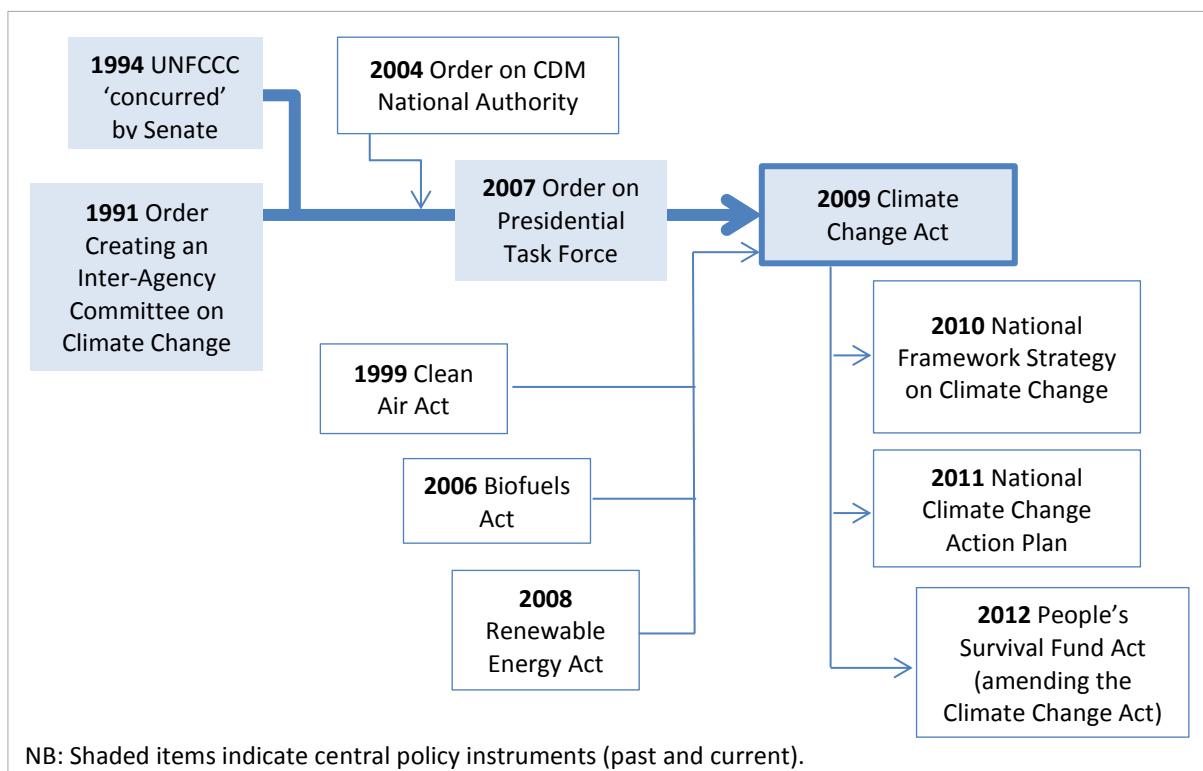 1994 UNFCCC
‘concurred’
by Senate
2004 Order on CDM
National Authority
1991 Order
Creating an
Inter-Agency
Committee on
Climate Change
2007 Order on
Presidential
Task Force
2009 Climate
Change Act
1999 Clean
Air Act
2006 Biofuels
Act
2008
Renewable
Energy Act
2010 National
Framework Strategy
on Climate Change
2011 National
Climate Change
Action Plan
2012 People’s
Survival Fund Act
(amending the
Climate Change Act)
NB: Shaded items indicate central policy instruments (past and current).